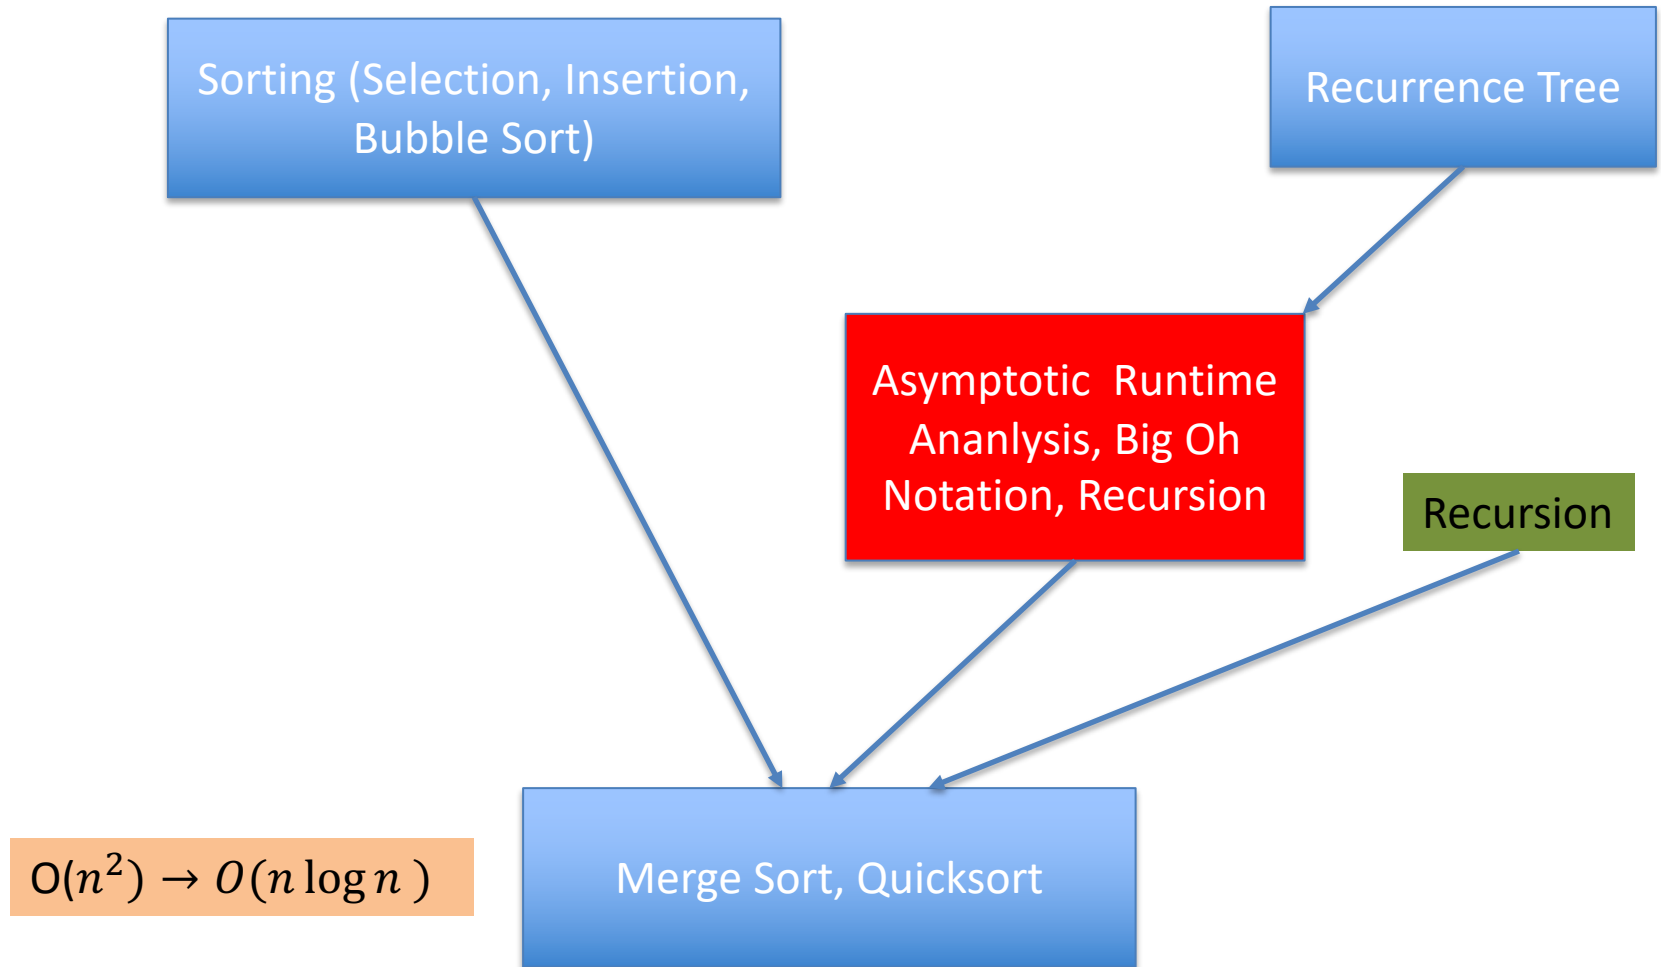 Sorting (Selection, Insertion,
Bubble Sort)
Recurrence Tree
Asymptotic  Runtime
Ananlysis, Big Oh
Notation, Recursion
Recursion
O(n²) → O(n log n )
Merge Sort, Quicksort